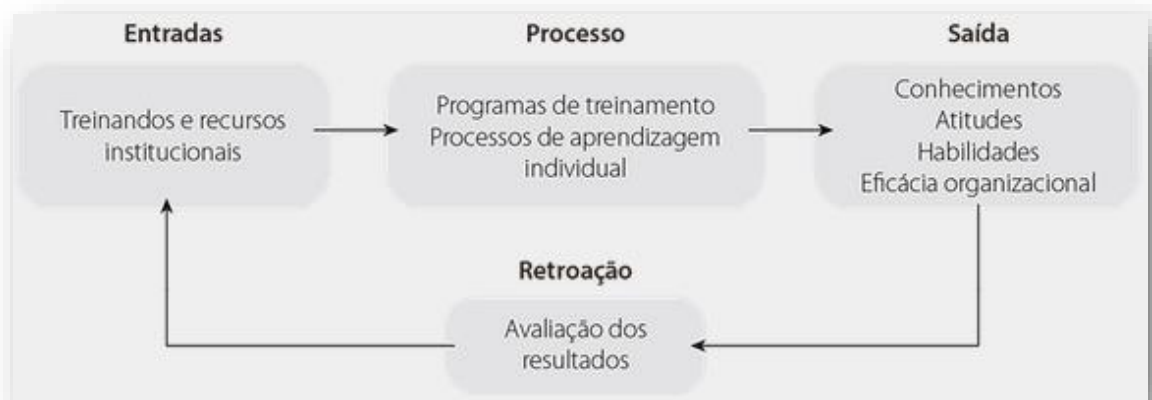 Entradas
Treinandos e recursos
institucionais
Processo
Programas de treinamento
Processos de aprendizagem
individual
Saída
Conhecimentos
Atitudes
Habilidades
Eficácia organizacional
Retroação
Avaliação dos
resultados